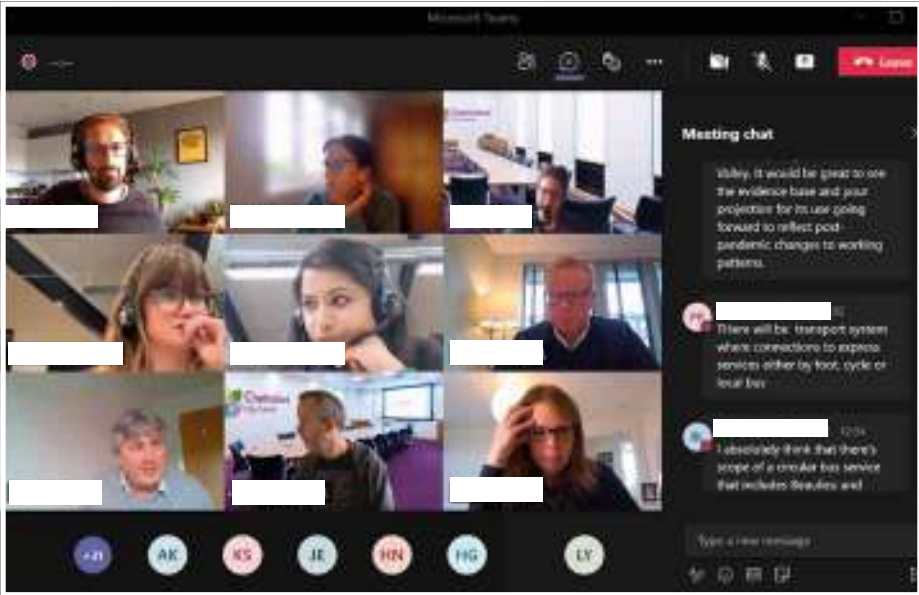 Microsoft Teams
Leave
Meeting chat
Valley. It would be great to see
the evidence base and your
projection for its use going
forward to reflect post-
pandemic changes to working
patterns.
There will be transport system
where connections to express
services either by foot, cycle or
local bus
12:04
I absolutely think that there's
scope of a circular bus service
that includes Beaulieu and
Chelmsford
+21
AK
KS
JE
HN
HG
LY
Type a new message